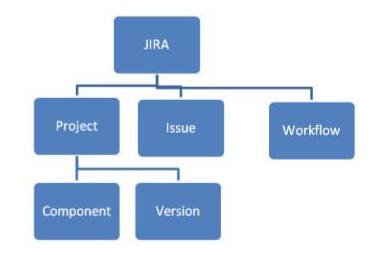 JIRA
Project
Issue
Workflow
Component
Version